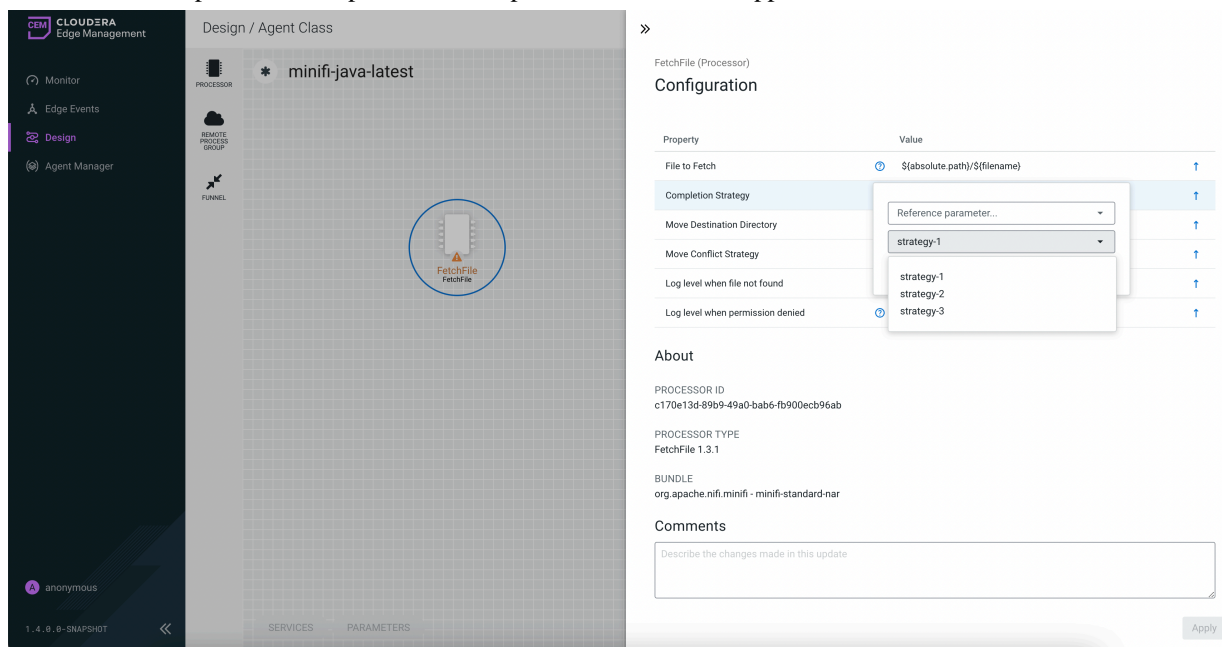 CEM CLOUDERA
Edge Management
Monitor
Edge Events
Design
Agent Manager
A anonymous
1.4.0.0-SNAPSHOT
Design / Agent Class
PROCESSOR
REMOTE
PROCESS
GROUP
FUNNEL
* minifi-java-latest
FetchFile
FetchFile
SERVICES PARAMETERS
FetchFile (Processor)
Configuration
Property Value
File to Fetch ${absolute.path}/${filename}
Completion Strategy
Move Destination Directory
Move Conflict Strategy
Log level when file not found
Log level when permission denied
Reference parameter...
strategy-1
strategy-1
strategy-2
strategy-3
About
PROCESSOR ID
c170e13d-89b9-49a0-bab6-fb900ecb96ab
PROCESSOR TYPE
FetchFile 1.3.1
BUNDLE
org.apache.nifi.minifi - minifi-standard-nar
Comments
Describe the changes made in this update
Apply